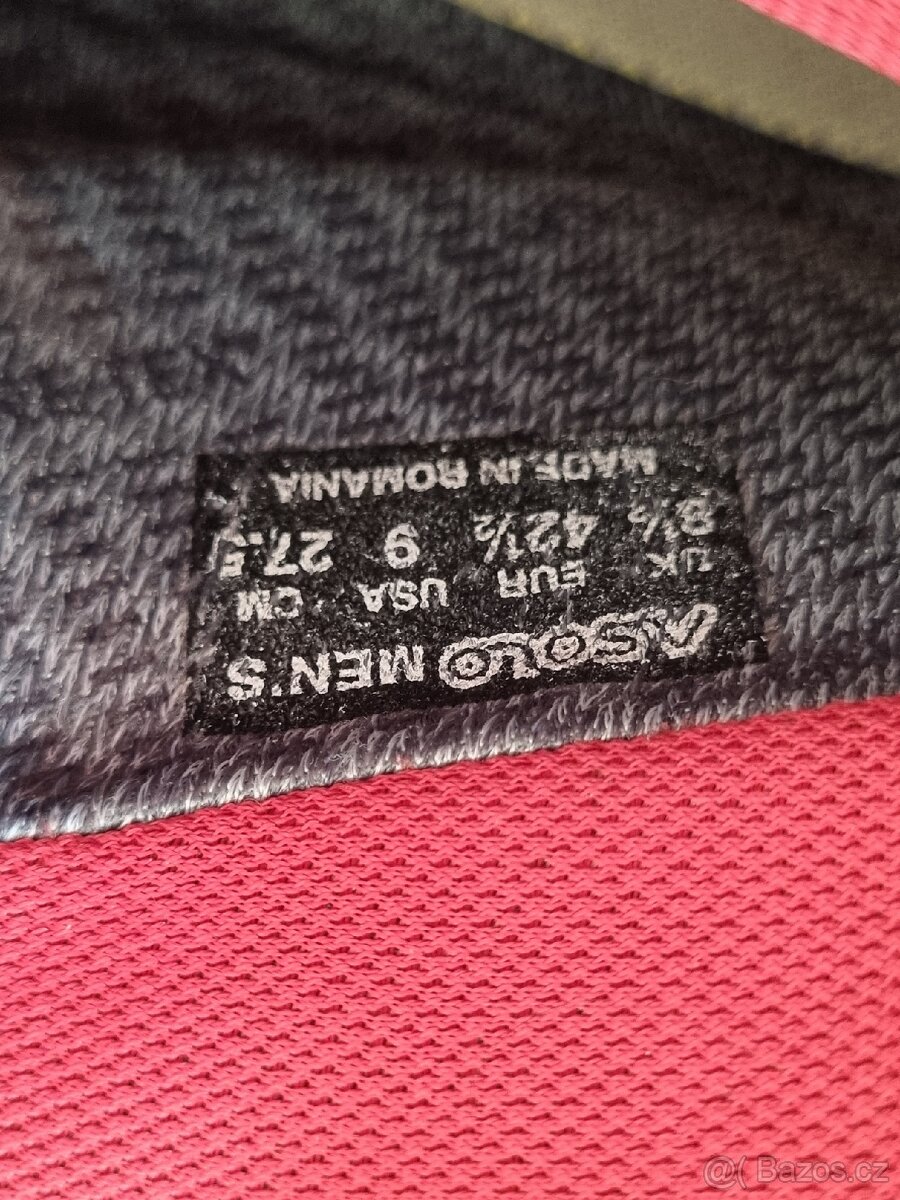 ASOLO MEN'S
UK EUR USA CM
8½ 42½ 9 27.5
MADE IN ROMANIA
@( Bazos.cz